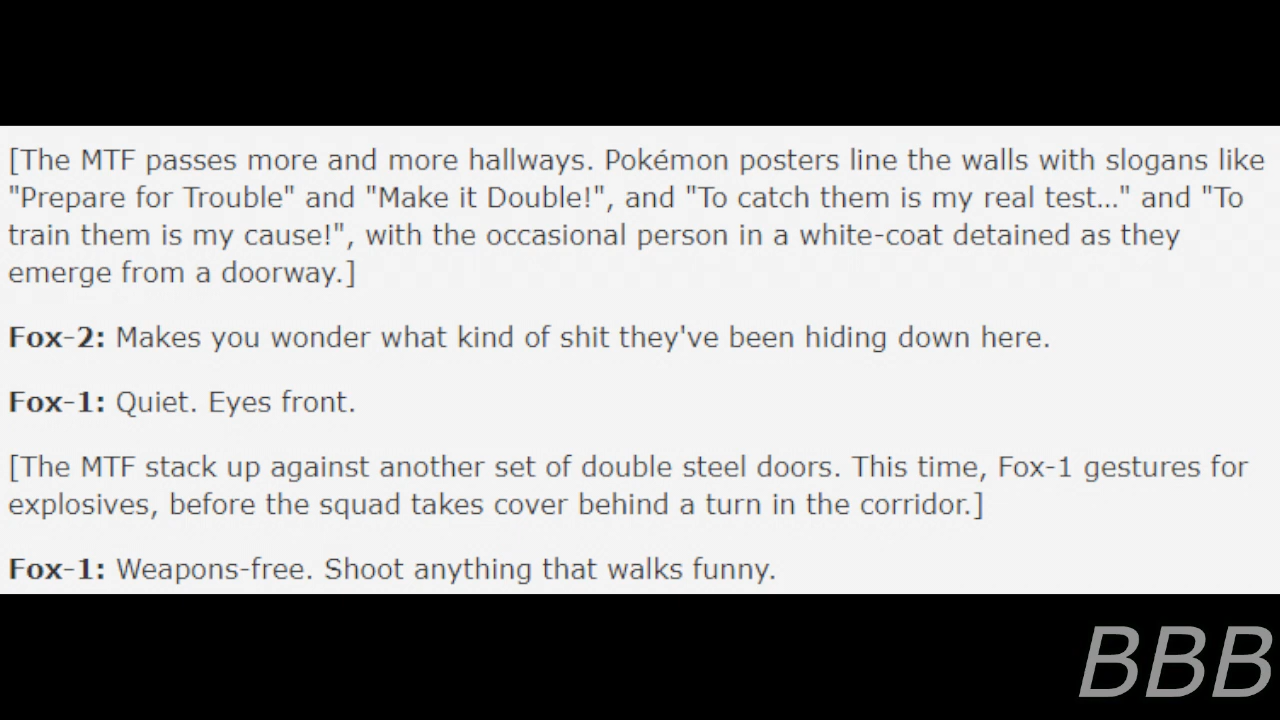 [The MTF passes more and more hallways. Pokémon posters line the walls with slogans like
"Prepare for Trouble" and "Make it Double!", and "To catch them is my real test..." and "To
train them is my cause!", with the occasional person in a white-coat detained as they
emerge from a doorway.]
Fox-2: Makes you wonder what kind of shit they've been hiding down here.
Fox-1: Quiet. Eyes front.
[The MTF stack up against another set of double steel doors. This time, Fox-1 gestures for
explosives, before the squad takes cover behind a turn in the corridor.]
Fox-1: Weapons-free. Shoot anything that walks funny.
BBB